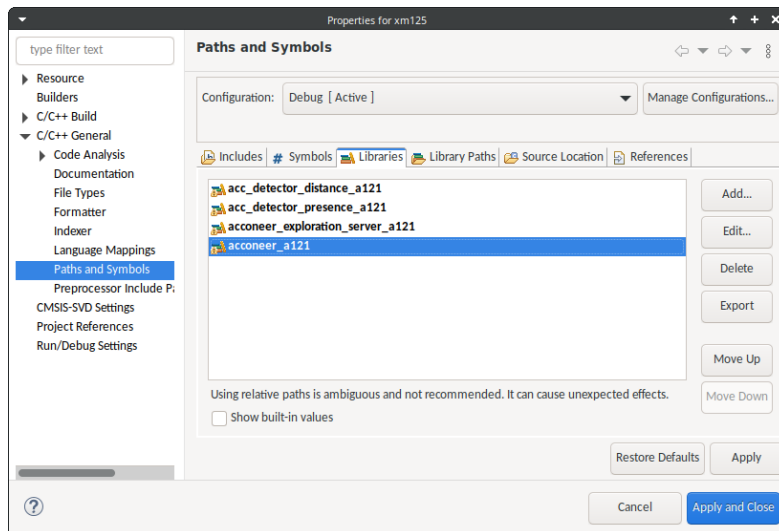 Properties for xm125
type filter text
Resource
Builders
C/C++ Build
C/C++ General
Code Analysis
Documentation
File Types
Formatter
Indexer
Language Mappings
Paths and Symbols
Preprocessor Include Pa
CMSIS-SVD Settings
Project References
Run/Debug Settings
Paths and Symbols
Configuration: Debug [ Active ] Manage Configurations...
Includes # Symbols Libraries Library Paths Source Location References
acc_detector_distance_a121
acc_detector_presence_a121
acconeer_exploration_server_a121
acconeer_a121
Add...
Edit...
Delete
Export
Move Up
Move Down
Using relative paths is ambiguous and not recommended. It can cause unexpected effects.
Show built-in values
Restore Defaults Apply
? Cancel Apply and Close